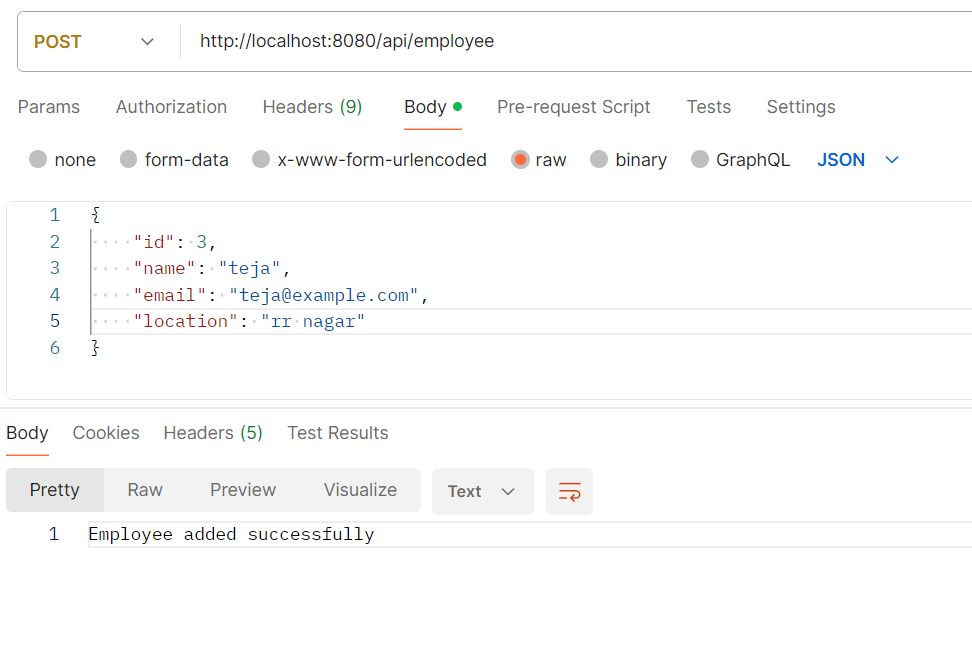 POST http://localhost:8080/api/employee
Params Authorization Headers (9) Body Pre-request Script Tests Settings
none form-data x-www-form-urlencoded raw binary GraphQL JSON
1 {
2 "id": 3,
3 "name": "teja",
4 "email": "teja@example.com",
5 "location": "rr nagar"
6 }
Body Cookies Headers (5) Test Results
Pretty Raw Preview Visualize Text
1 Employee added successfully